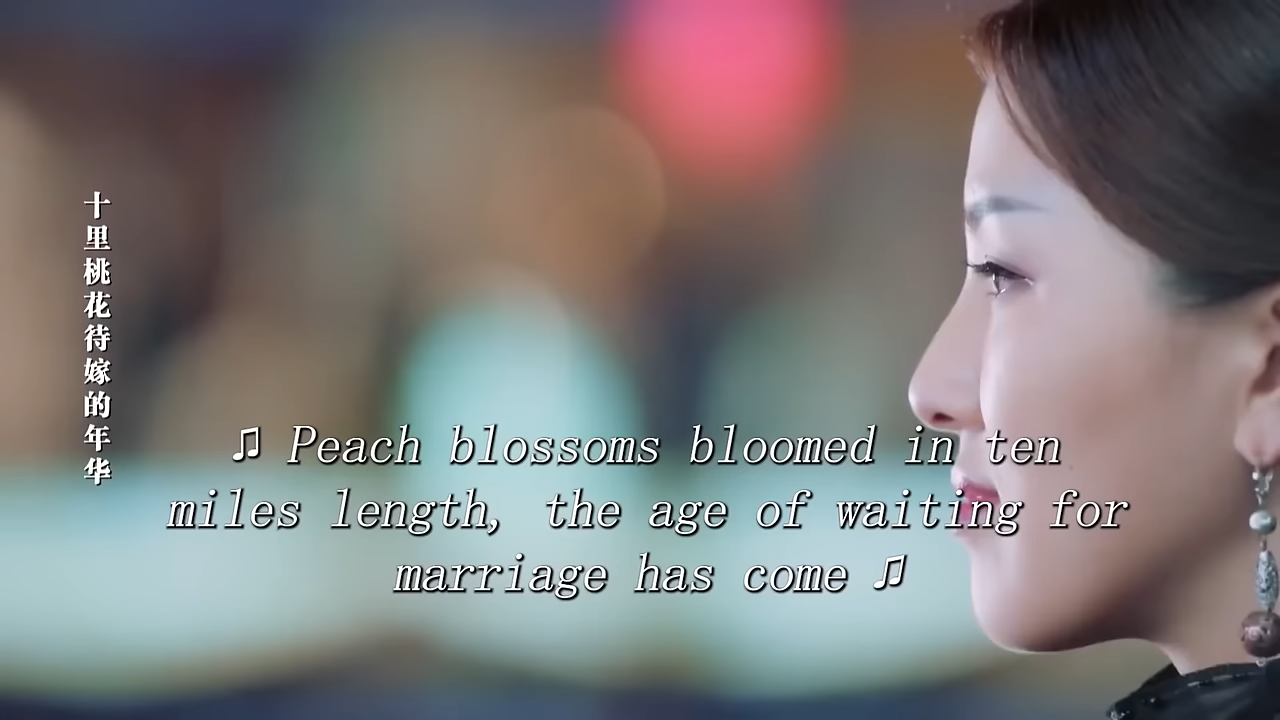 十里桃花待嫁的年华
♫ Peach blossoms bloomed in ten
miles length, the age of waiting for
marriage has come ♫